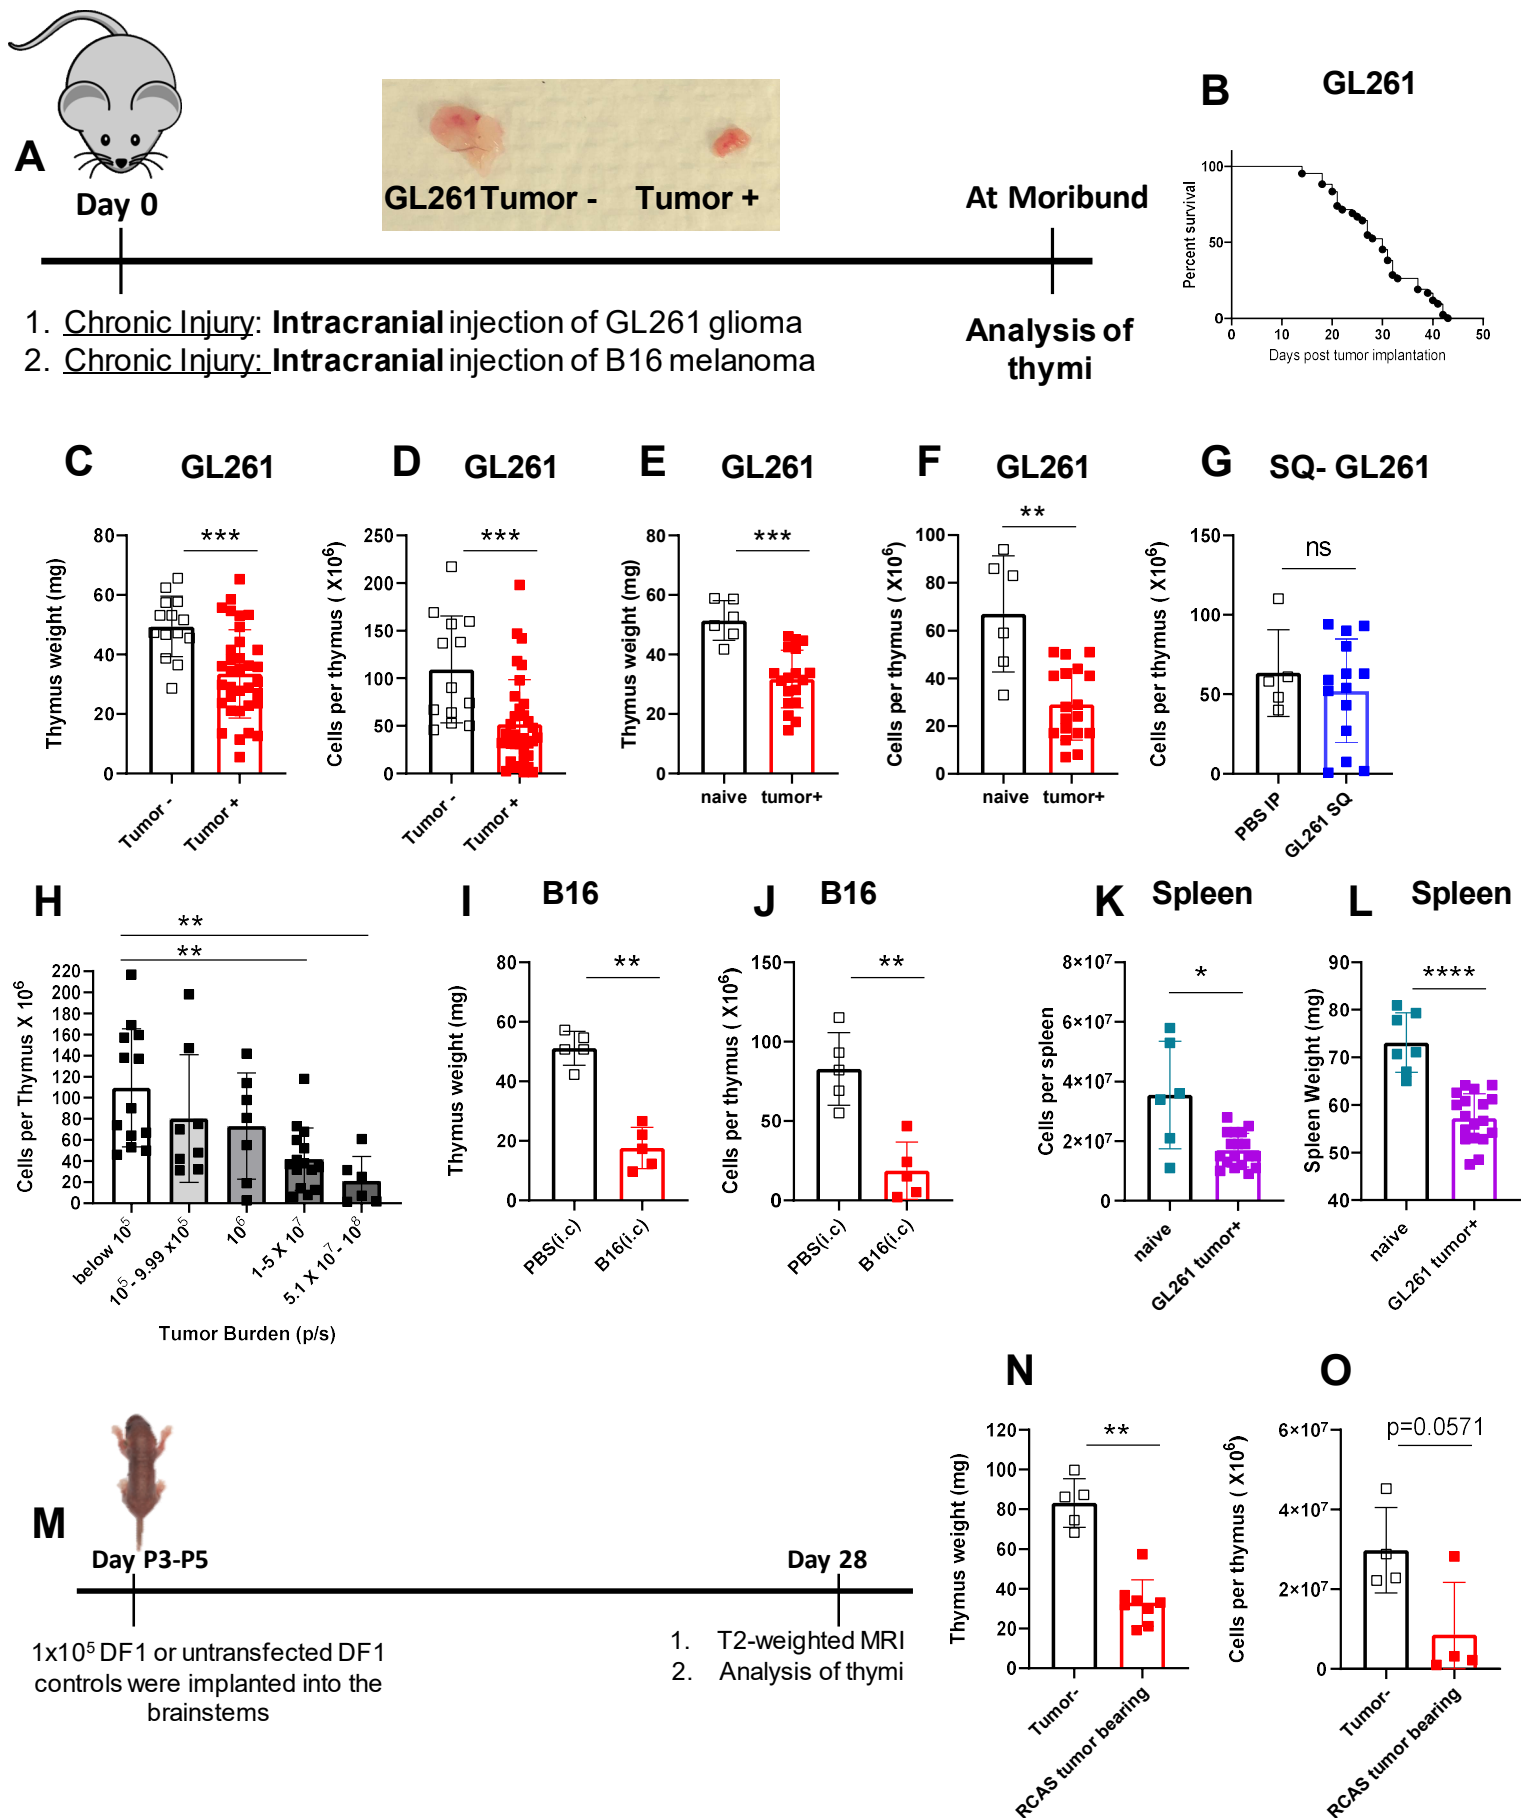 A
Day 0
GL261Tumor -
Tumor +
At Moribund
1. Chronic Injury: Intracranial injection of GL261 glioma
2. Chronic Injury: Intracranial injection of B16 melanoma
Analysis of
thymi
B
GL261
Percent survival
100
50
0
0 10 20 30 40 50
Days post tumor implantation
C
GL261
***
Thymus weight (mg)
80
60
40
20
0
Tumor -
Tumor +
D
GL261
***
Cells per thymus ( X10⁶)
250
200
150
100
50
0
Tumor -
Tumor +
E
GL261
***
Thymus weight (mg)
80
60
40
20
0
naive tumor+
F
GL261
**
Cells per thymus ( X10⁶)
100
80
60
40
20
0
naive tumor+
G
SQ- GL261
ns
Cells per thymus ( X10⁶)
150
100
50
0
PBS IP
GL261 SQ
H
**
**
Cells per Thymus X 10⁶
220
200
180
160
140
120
100
80
60
40
20
0
below 10⁵
10⁵- 9.99 x10⁵
10⁶
1-5 X 10⁷
5.1 X 10⁷- 10⁸
Tumor Burden (p/s)
I
B16
**
Thymus weight (mg)
80
60
40
20
0
PBS(i.c)
B16(i.c)
J
B16
**
Cells per thymus ( X10⁶)
150
100
50
0
PBS(i.c)
B16(i.c)
K
Spleen
*
Cells per spleen
8×10⁷
6×10⁷
4×10⁷
2×10⁷
0
naive
GL261 tumor+
L
Spleen
****
Spleen Weight (mg)
90
80
70
60
50
40
naive
GL261 tumor+
M
Day P3-P5
Day 28
1x10⁵ DF1 or untransfected DF1
controls were implanted into the
brainstems
1. T2-weighted MRI
2. Analysis of thymi
N
**
Thymus weight (mg)
120
100
80
60
40
20
0
Tumor-
RCAS tumor bearing
O
p=0.0571
Cells per thymus ( X10⁶)
6×10⁷
4×10⁷
2×10⁷
0
Tumor-
RCAS tumor bearing